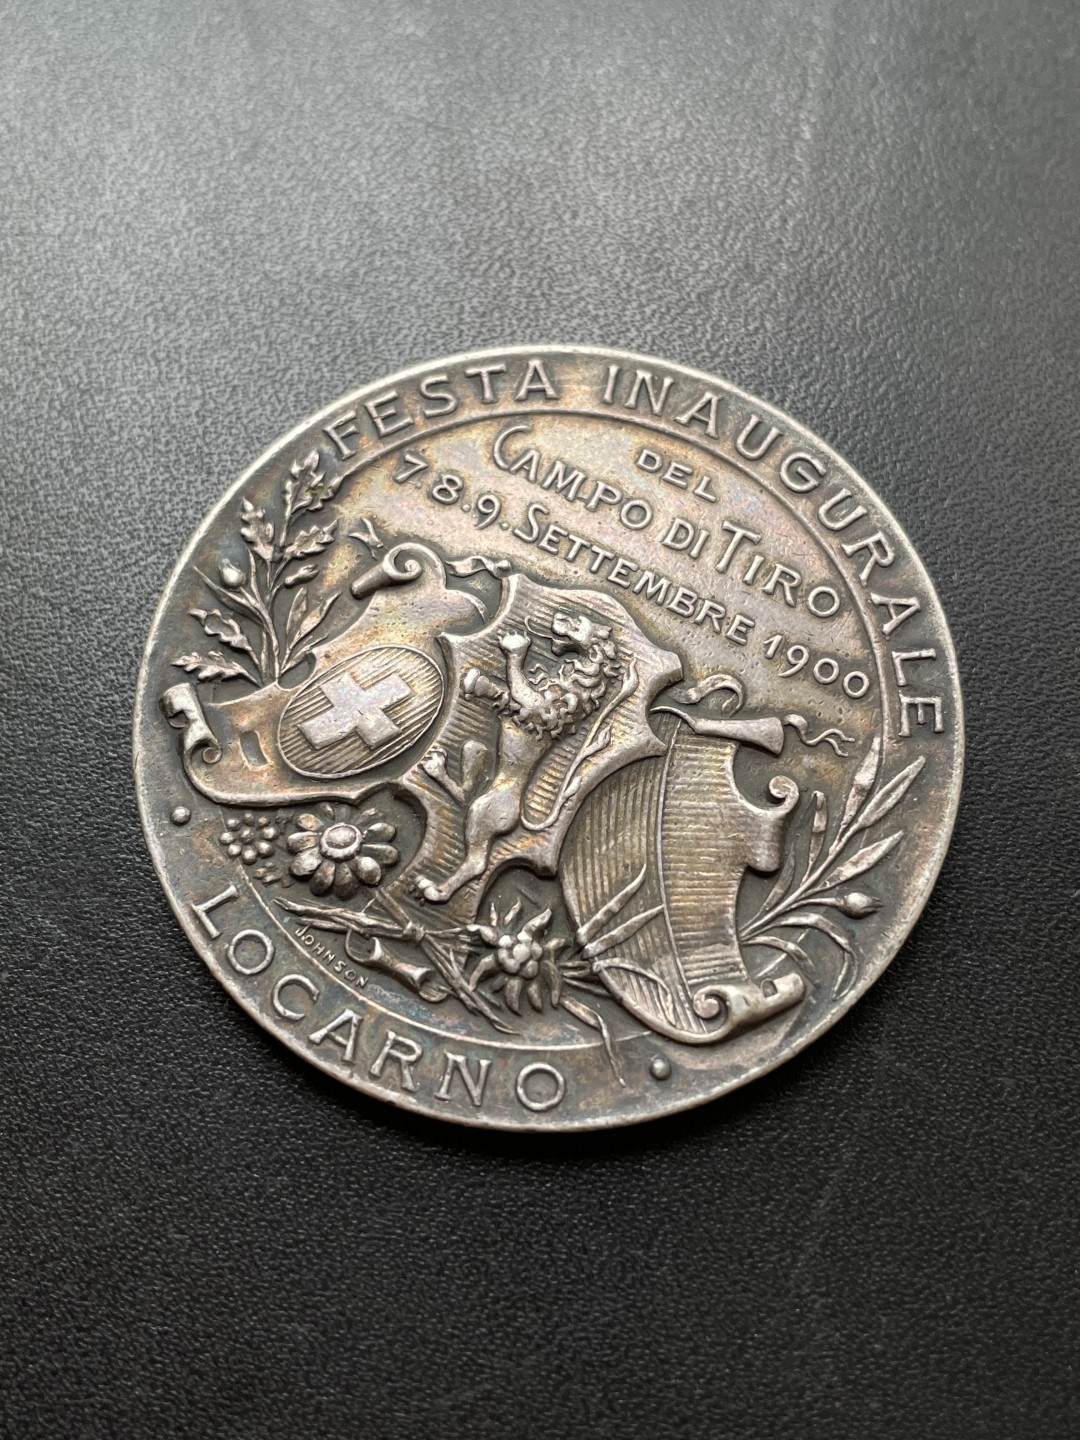 FESTA INAUGURALE
DEL
CAMPO DI TIRO
7.8.9. SETTEMBRE 1900
JOHNSON
LOCARNO